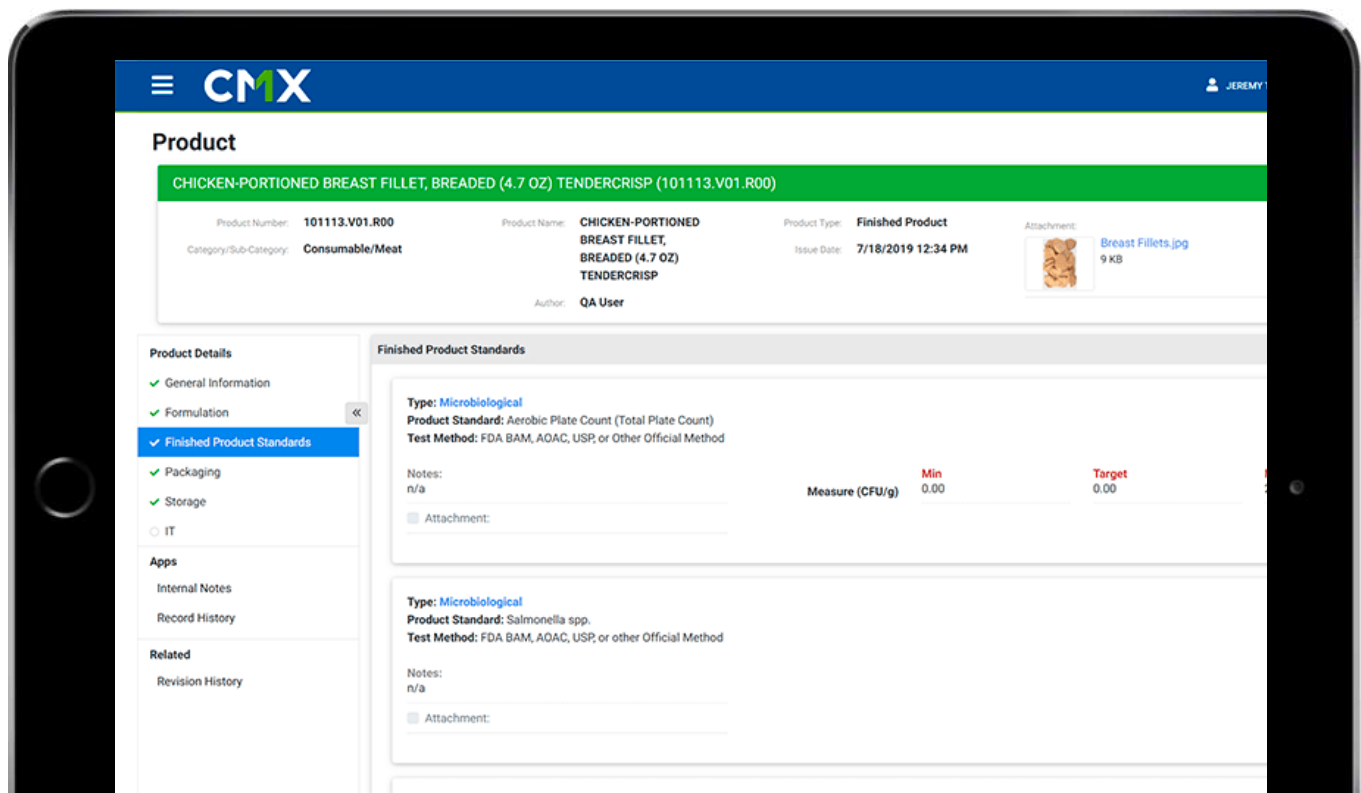 CMX
JEREMY
Product
CHICKEN-PORTIONED BREAST FILLET, BREADED (4.7 OZ) TENDERCRISP (101113.V01.R00)
Product Number: 101113.V01.R00
Category/Sub-Category: Consumable/Meat
Product Name: CHICKEN-PORTIONED
BREAST FILLET,
BREADED (4.7 OZ)
TENDERCRISP
Author: QA User
Product Type: Finished Product
Issue Date: 7/18/2019 12:34 PM
Attachment:
Breast Fillets.jpg
9 KB
Product Details
General Information
Formulation
Finished Product Standards
Packaging
Storage
IT
Apps
Internal Notes
Record History
Related
Revision History
Finished Product Standards
Type: Microbiological
Product Standard: Aerobic Plate Count (Total Plate Count)
Test Method: FDA BAM, AOAC, USP, or Other Official Method
Notes:
n/a
Attachment:
Min Target
Measure (CFU/g) 0.00 0.00
Type: Microbiological
Product Standard: Salmonella spp.
Test Method: FDA BAM, AOAC, USP, or other Official Method
Notes:
n/a
Attachment: